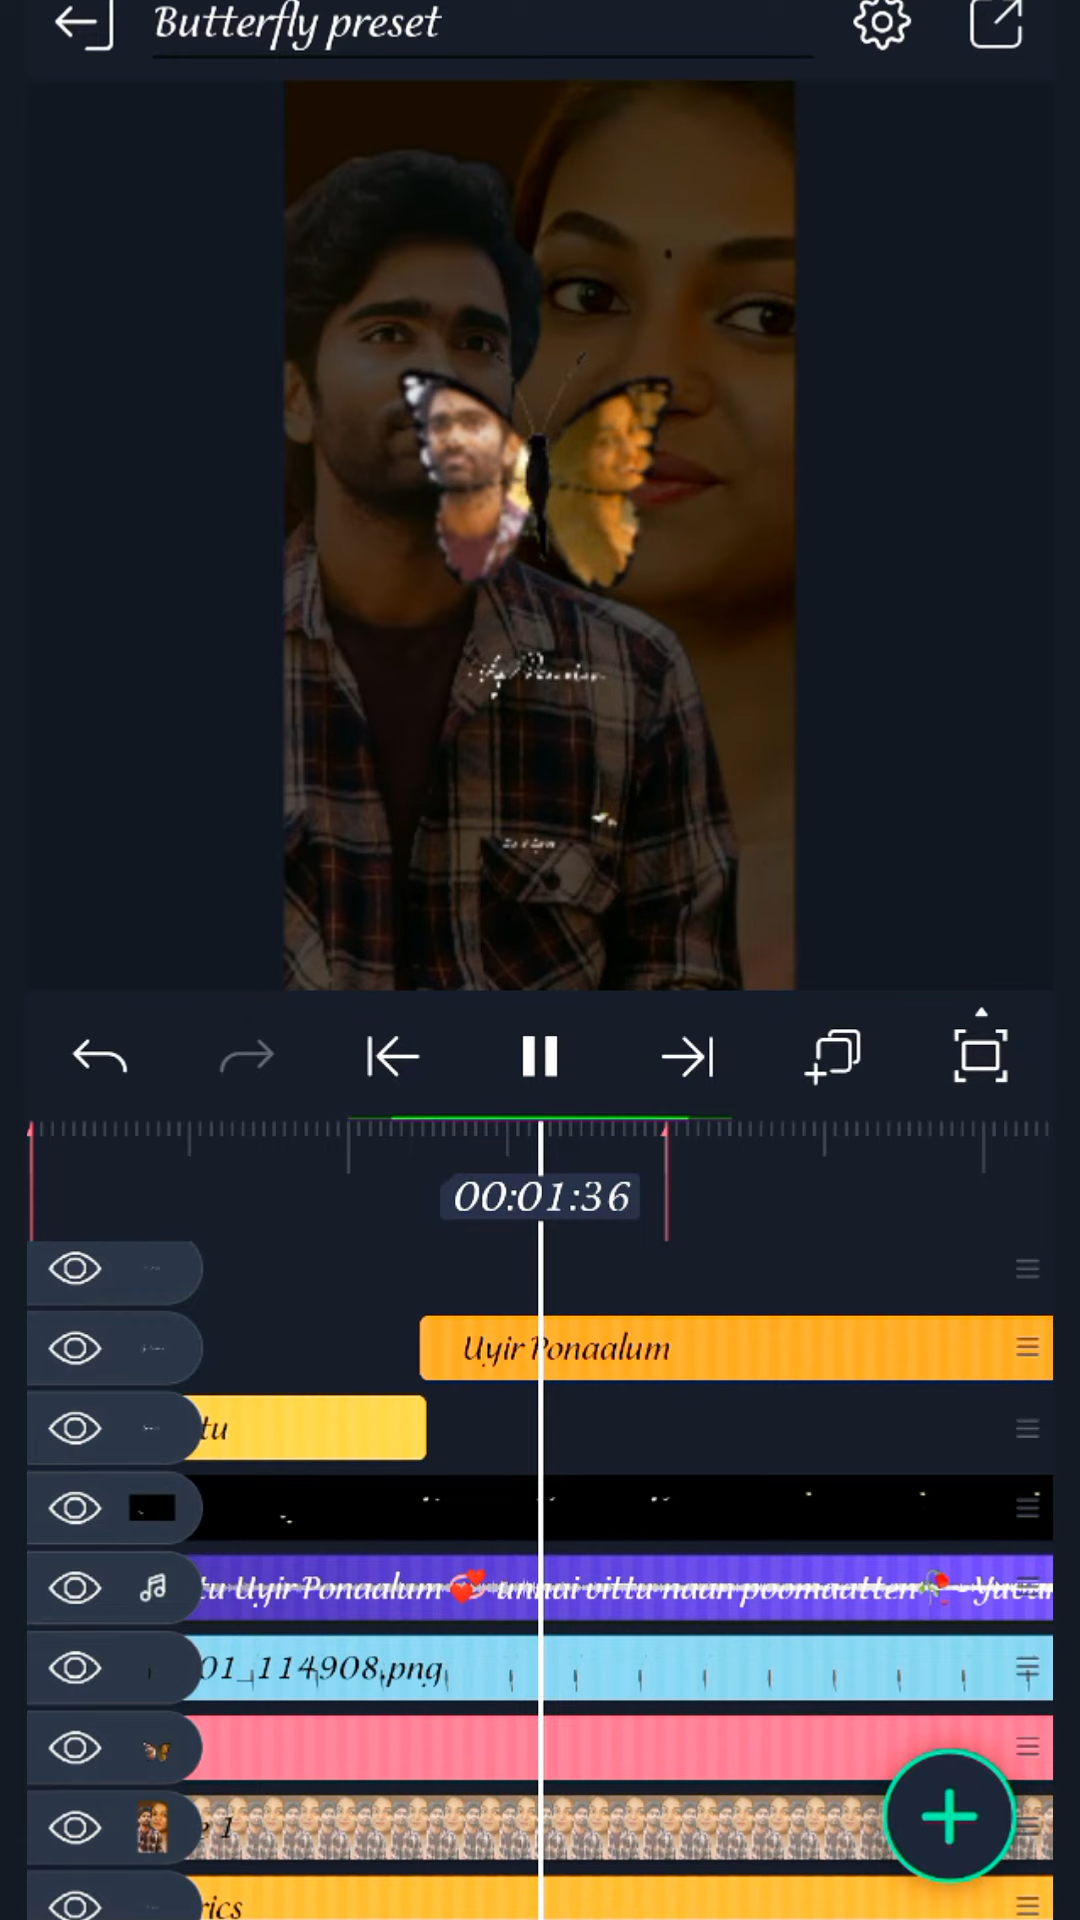 Butterfly preset
00:01:36
Uyir Ponaalum
tu
tu Uyir Ponaalum 💞 unnai vittu naan poomaatten🥀 - Yuvan
01_114908.png
e 1
rics